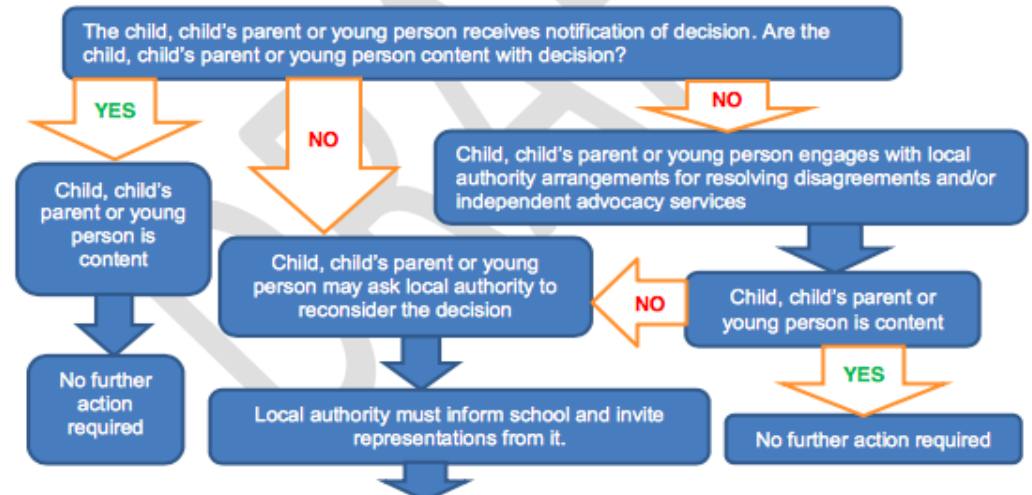 The child, child's parent or young person receives notification of decision. Are the
child, child's parent or young person content with decision?
YES
NO
NO
Child, child's
parent or young
person is
content
Child, child's parent or young person engages with local
authority arrangements for resolving disagreements and/or
independent advocacy services
Child, child's parent or young
person may ask local authority to
reconsider the decision
NO
Child, child's parent or
young person is content
YES
No further
action
required
Local authority must inform school and invite
representations from it.
No further action required